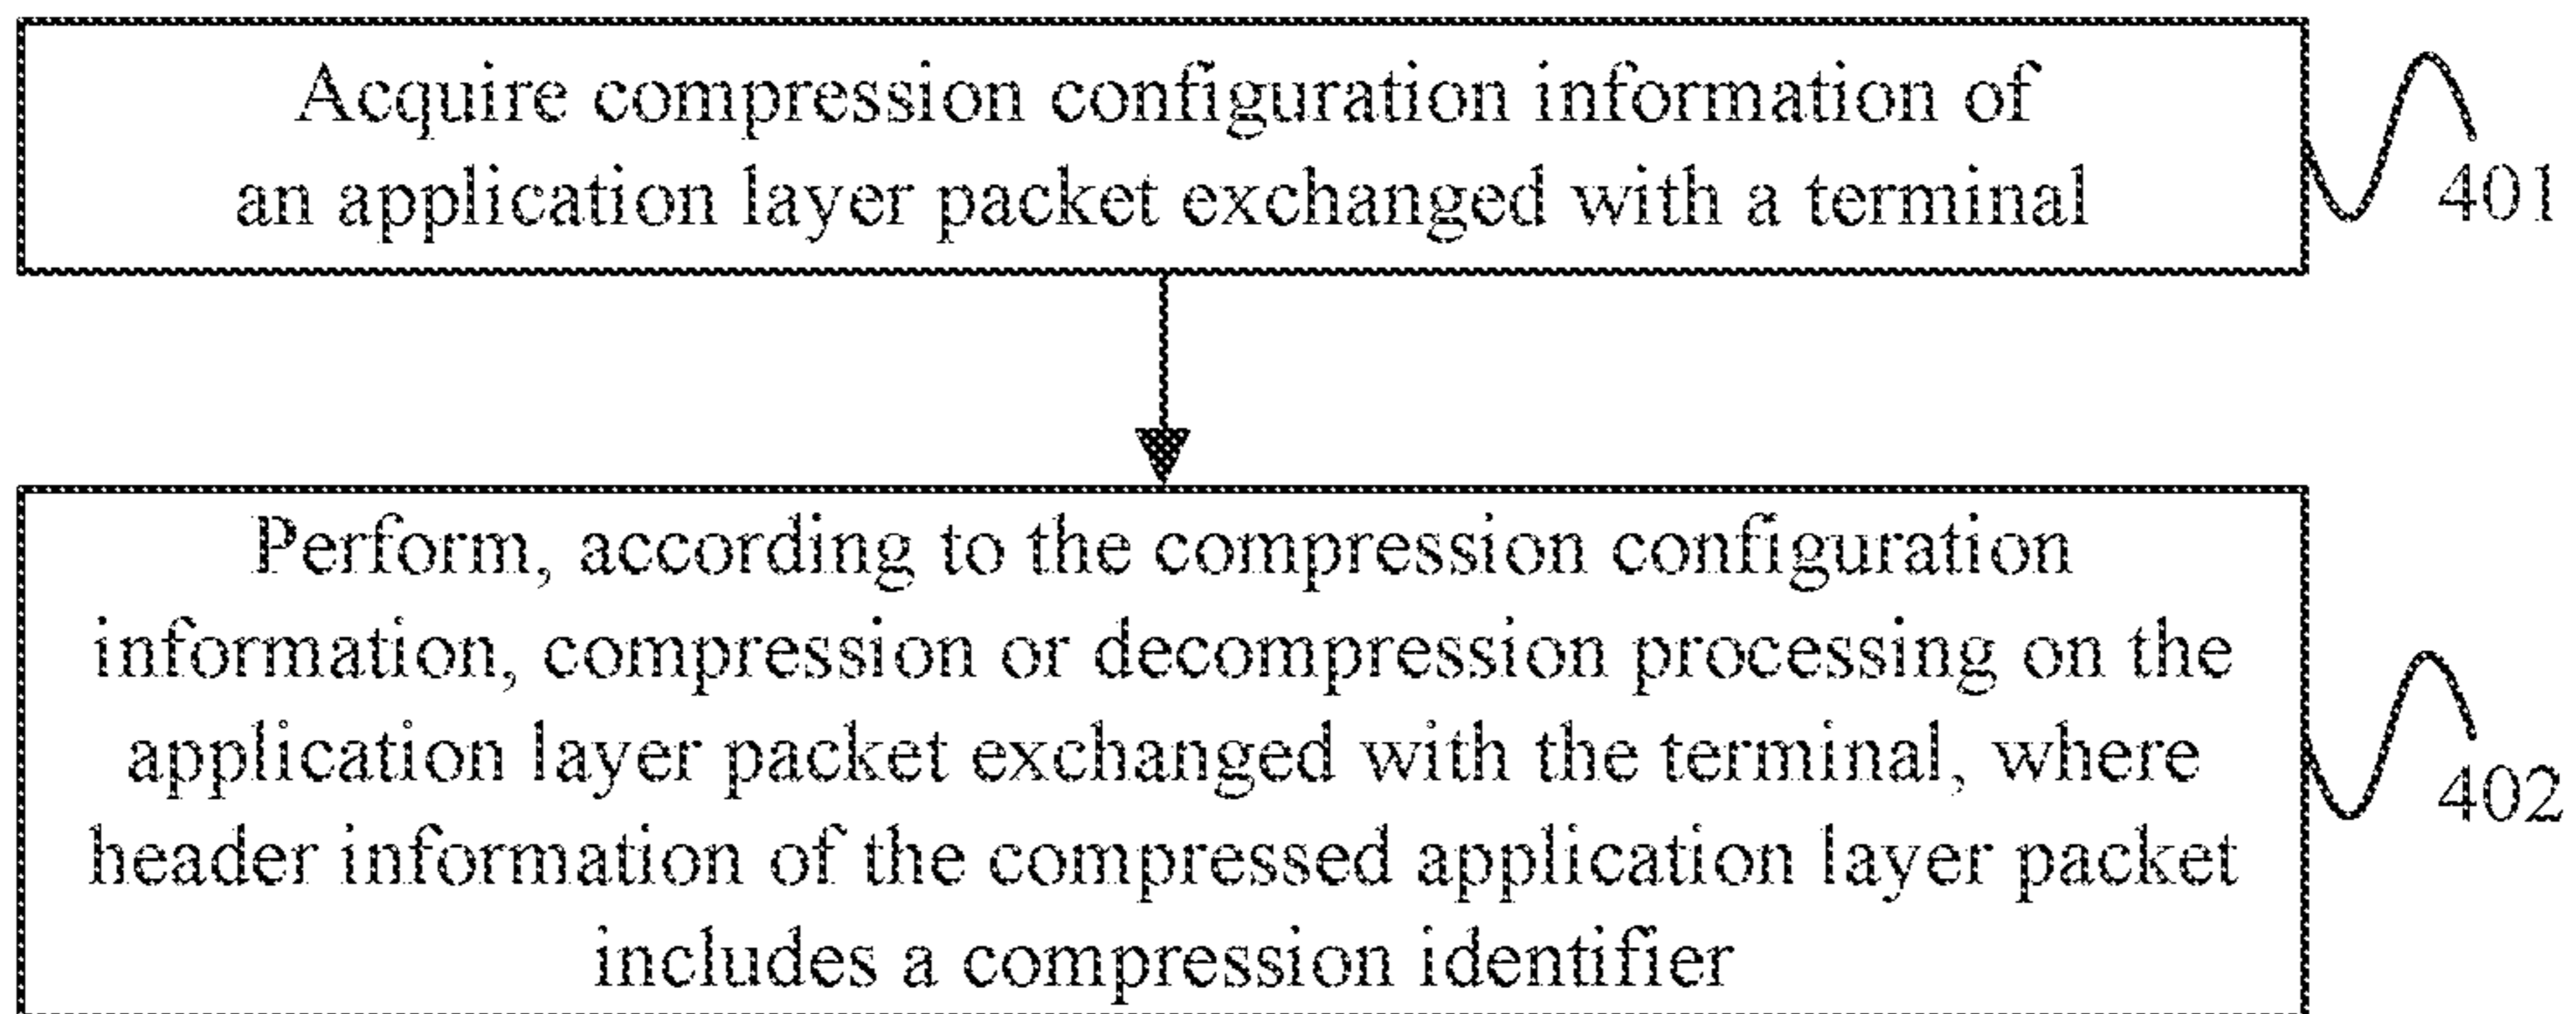 Acquire compression configuration information of
an application layer packet exchanged with a terminal
401
Perform, according to the compression configuration
information, compression or decompression processing on the
application layer packet exchanged with the terminal, where
header information of the compressed application layer packet
includes a compression identifier
402